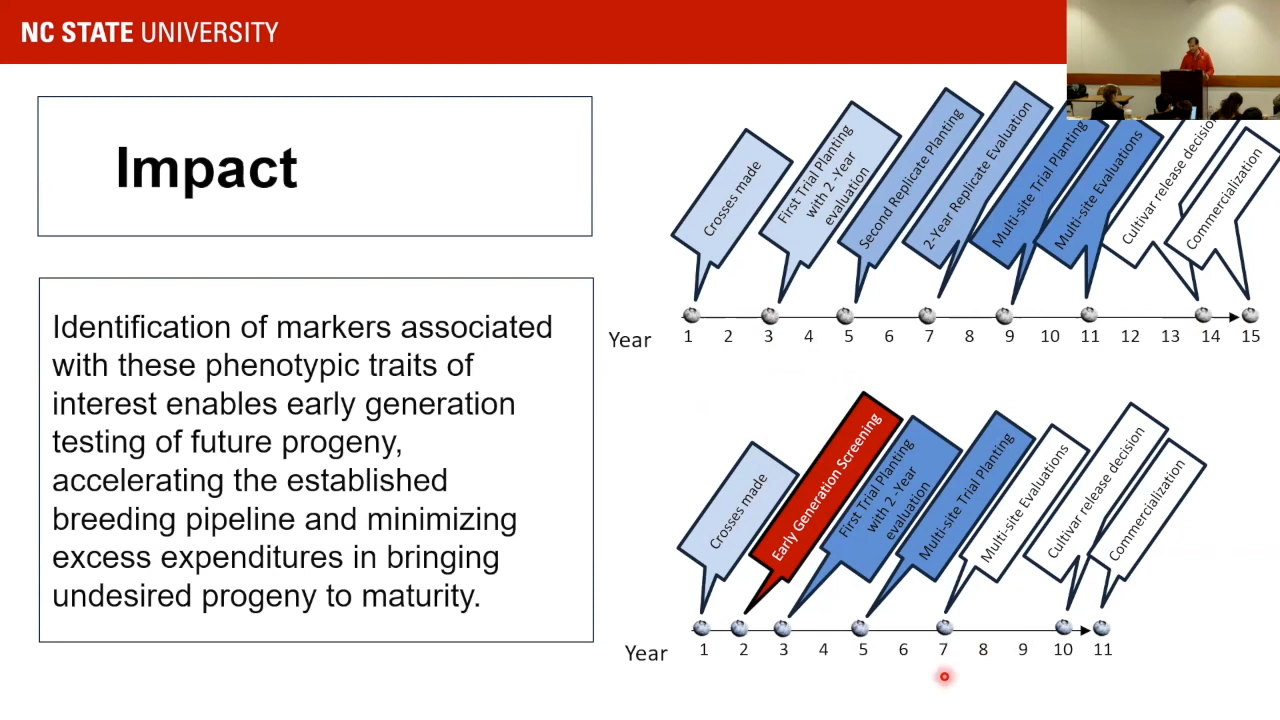 NC STATE UNIVERSITY
Impact
Identification of markers associated
with these phenotypic traits of
interest enables early generation
testing of future progeny,
accelerating the established
breeding pipeline and minimizing
excess expenditures in bringing
undesired progeny to maturity.
Crosses made
First Trial Planting
with 2 -Year
evaluation
Second Replicate Planting
2-Year Replicate Evaluation
Multi-site Trial Planting
Multi-site Evaluations
Cultivar release decision
Commercialization
Year 1 2 3 4 5 6 7 8 9 10 11 12 13 14 15
Crosses made
Early Generation Screening
First Trial Planting
with 2 -Year
evaluation
Multi-site Trial Planting
Multi-site Evaluations
Cultivar release decision
Commercialization
Year 1 2 3 4 5 6 7 8 9 10 11